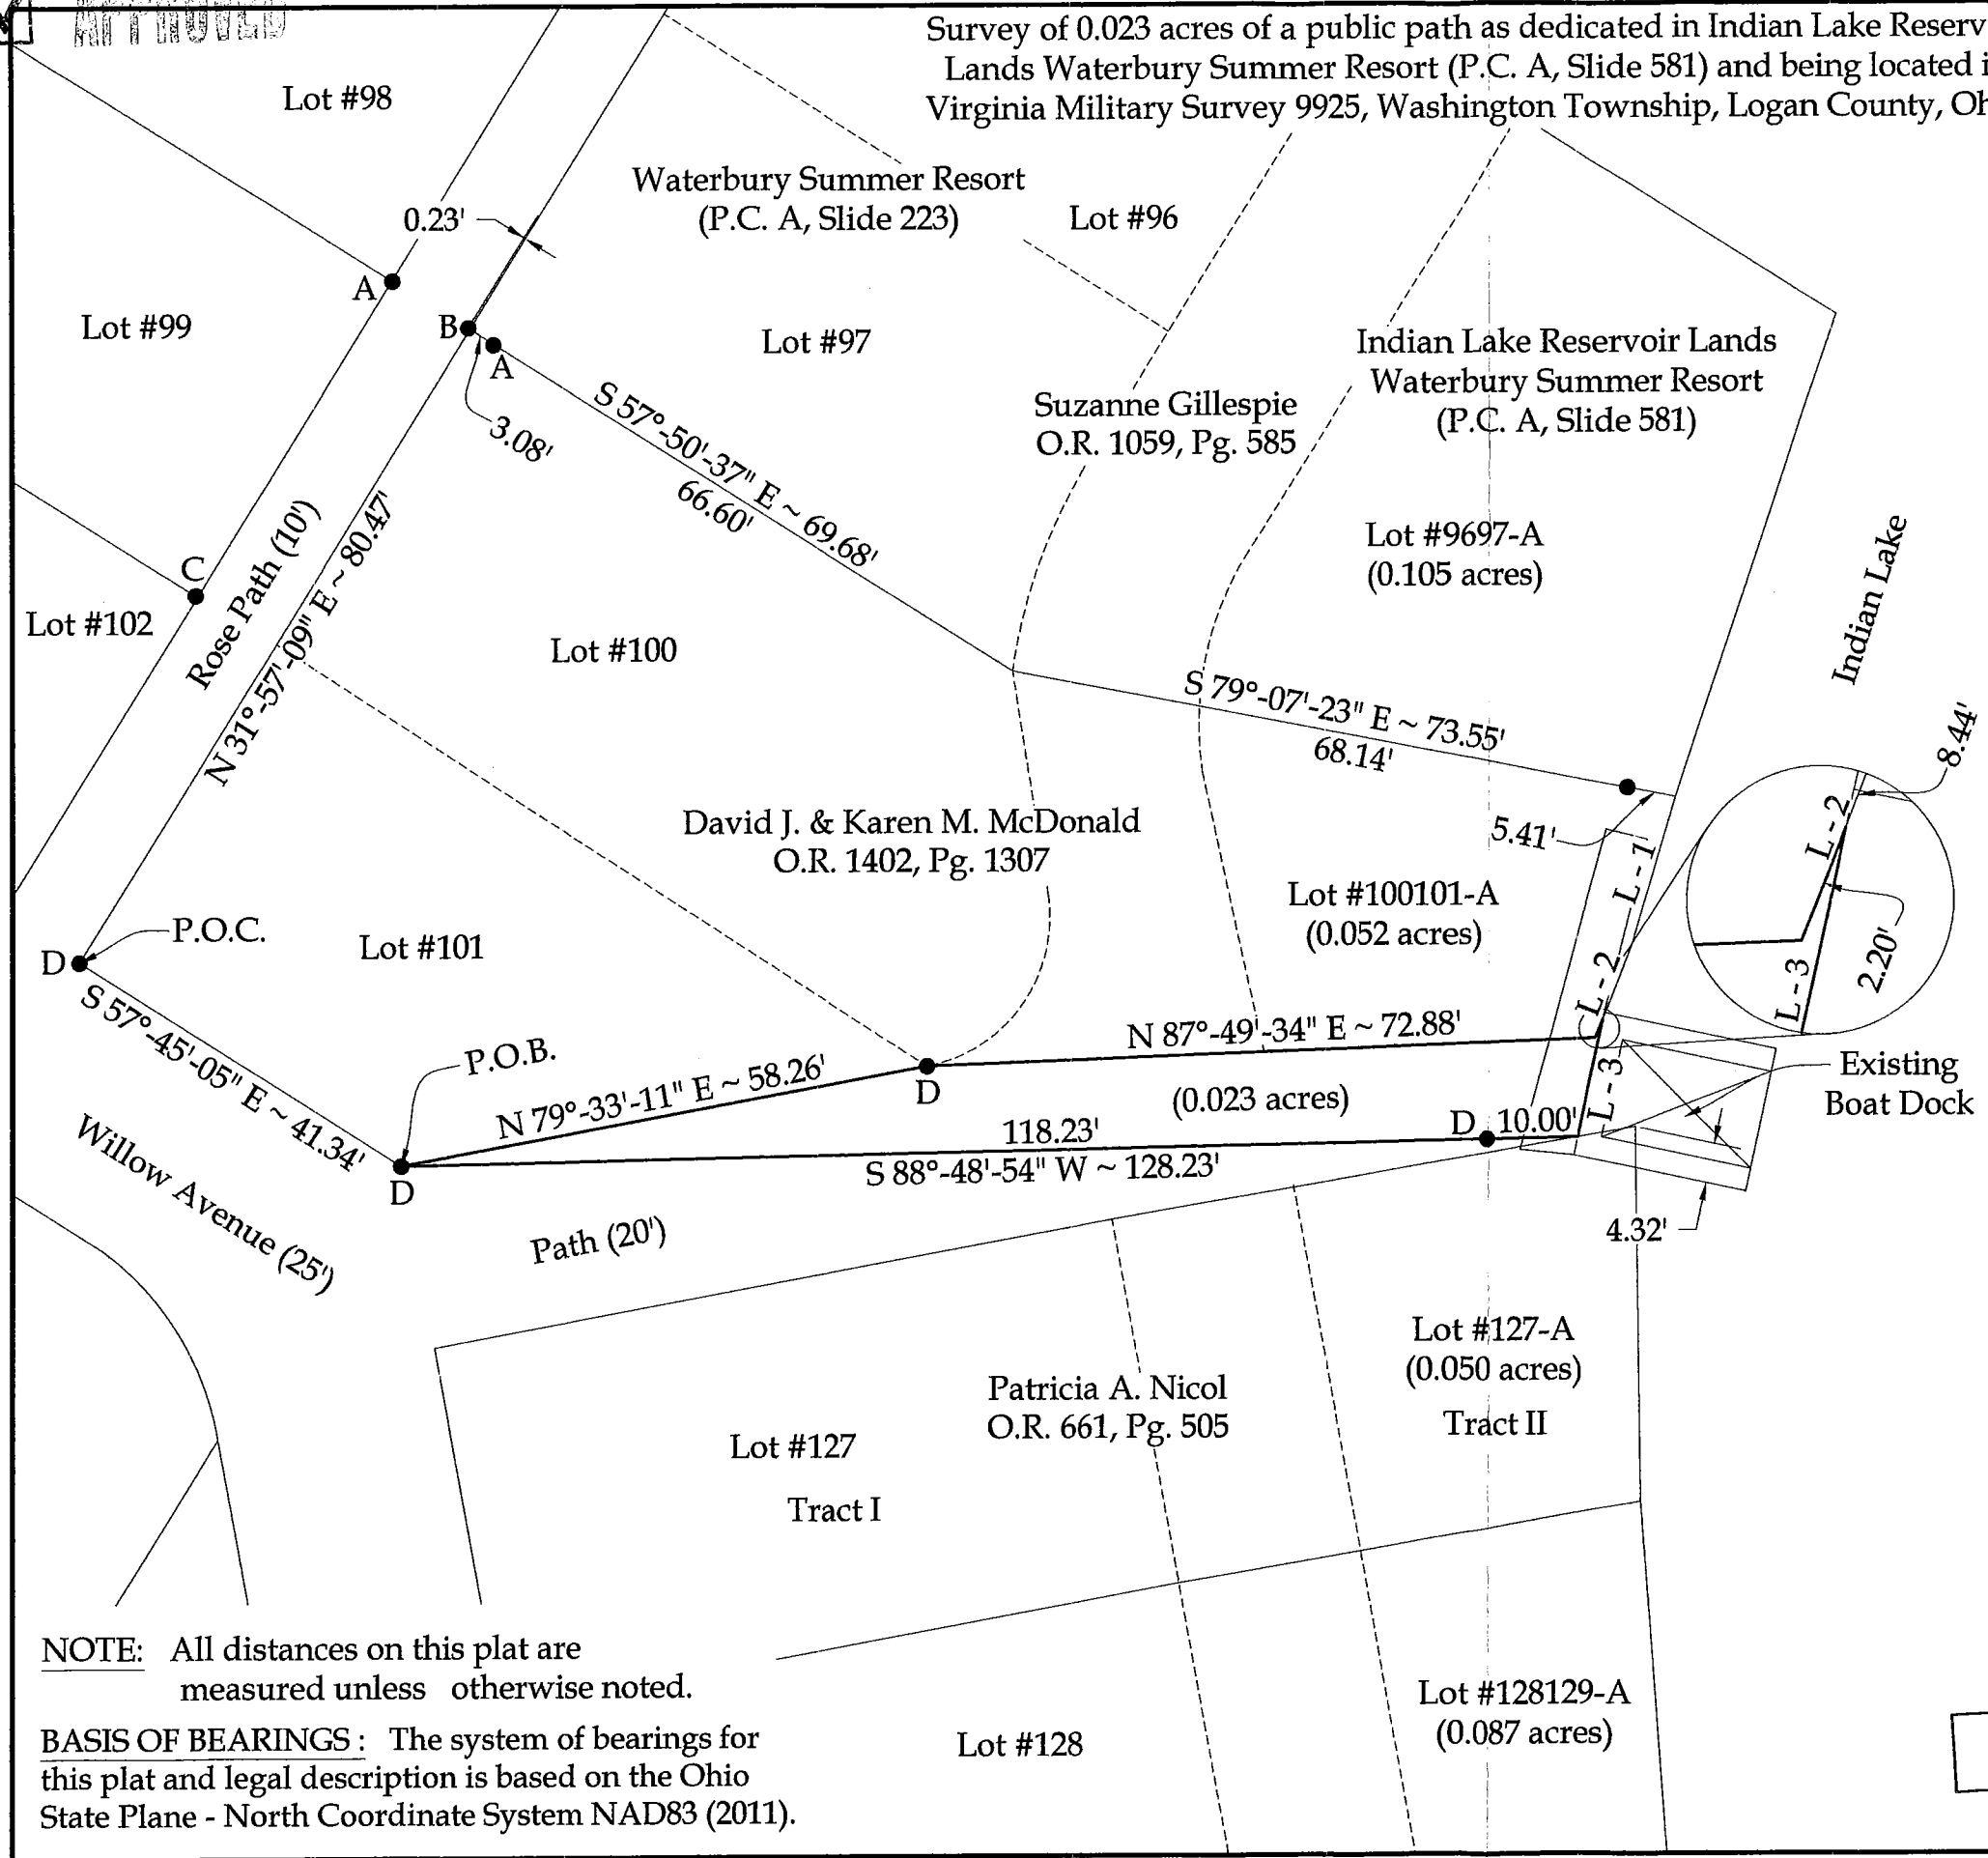 APPROVED
Survey of 0.023 acres of a public path as dedicated in Indian Lake Reserv
Lands Waterbury Summer Resort (P.C. A, Slide 581) and being located i
Virginia Military Survey 9925, Washington Township, Logan County, Oh
Lot #98
Waterbury Summer Resort
(P.C. A, Slide 223)
0.23'
Lot #96
A
Lot #99
B
A
Lot #97
3.08'
S 57°-50'-37" E ~ 69.68'
66.60'
Suzanne Gillespie
O.R. 1059, Pg. 585
Indian Lake Reservoir Lands
Waterbury Summer Resort
(P.C. A, Slide 581)
Lot #9697-A
(0.105 acres)
Indian Lake
C
Lot #102
Rose Path (10')
N 31°-57'-09" E ~ 80.47'
Lot #100
S 79°-07'-23" E ~ 73.55'
68.14'
8.44'
David J. & Karen M. McDonald
O.R. 1402, Pg. 1307
5.41'
L - 1
L - 2
Lot #100101-A
(0.052 acres)
P.O.C.
D
Lot #101
L - 2
2.20'
L - 3
S 57°-45'-05" E ~ 41.34'
P.O.B.
N 79°-33'-11" E ~ 58.26'
N 87°-49'-34" E ~ 72.88'
D
(0.023 acres)
L - 3
Existing
Boat Dock
118.23'
D
10.00'
S 88°-48'-54" W ~ 128.23'
D
Willow Avenue (25')
Path (20')
4.32'
Lot #127-A
(0.050 acres)
Tract II
Patricia A. Nicol
O.R. 661, Pg. 505
Lot #127
Tract I
NOTE: All distances on this plat are
measured unless otherwise noted.
Lot #128129-A
(0.087 acres)
Lot #128
BASIS OF BEARINGS : The system of bearings for
this plat and legal description is based on the Ohio
State Plane - North Coordinate System NAD83 (2011).